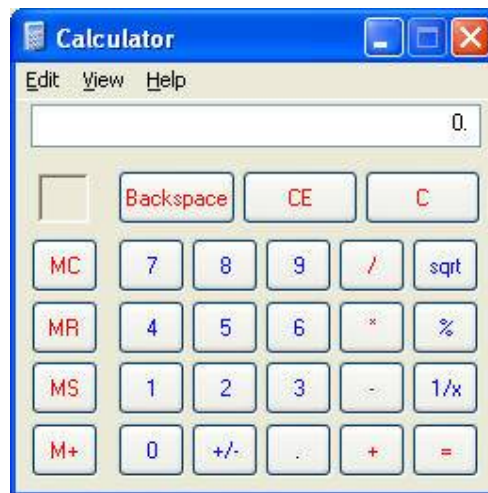 Calculator
Edit View Help
0.
Backspace CE C
MC 7 8 9 / sqrt
MR 4 5 6 * %
MS 1 2 3 - 1/x
M+ 0 +/- . + =